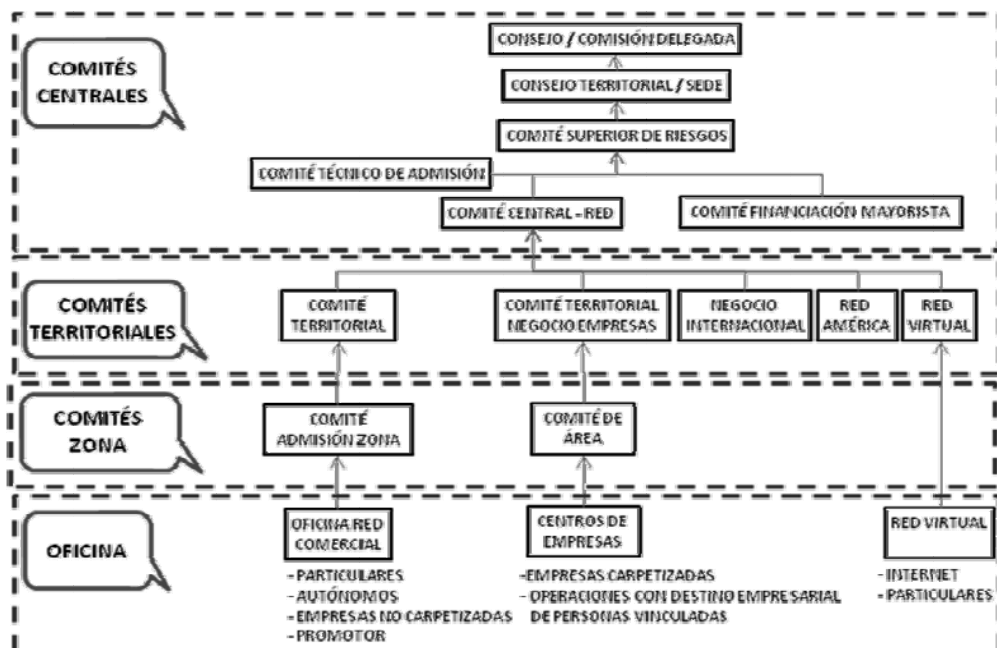 COMITÉS
CENTRALES
CONSEJO / COMISIÓN DELEGADA
CONSEJO TERRITORIAL / SEDE
COMITÉ SUPERIOR DE RIESGOS
COMITÉ TÉCNICO DE ADMISIÓN
COMITÉ CENTRAL - RED
COMITÉ FINANCIACIÓN MAYORISTA
COMITÉS
TERRITORIALES
COMITÉ
TERRITORIAL
COMITÉ TERRITORIAL
NEGOCIO EMPRESAS
NEGOCIO
INTERNACIONAL
RED
AMÉRICA
RED
VIRTUAL
COMITÉS
ZONA
COMITÉ
ADMISIÓN ZONA
COMITÉ DE
ÁREA
OFICINA
OFICINA RED
COMERCIAL
- PARTICULARES
- AUTÓNOMOS
- EMPRESAS NO CARPETIZADAS
- PROMOTOR
CENTROS DE
EMPRESAS
-EMPRESAS CARPETIZADAS
- OPERACIONES CON DESTINO EMPRESARIAL
DE PERSONAS VINCULADAS
RED VIRTUAL
- INTERNET
- PARTICULARES